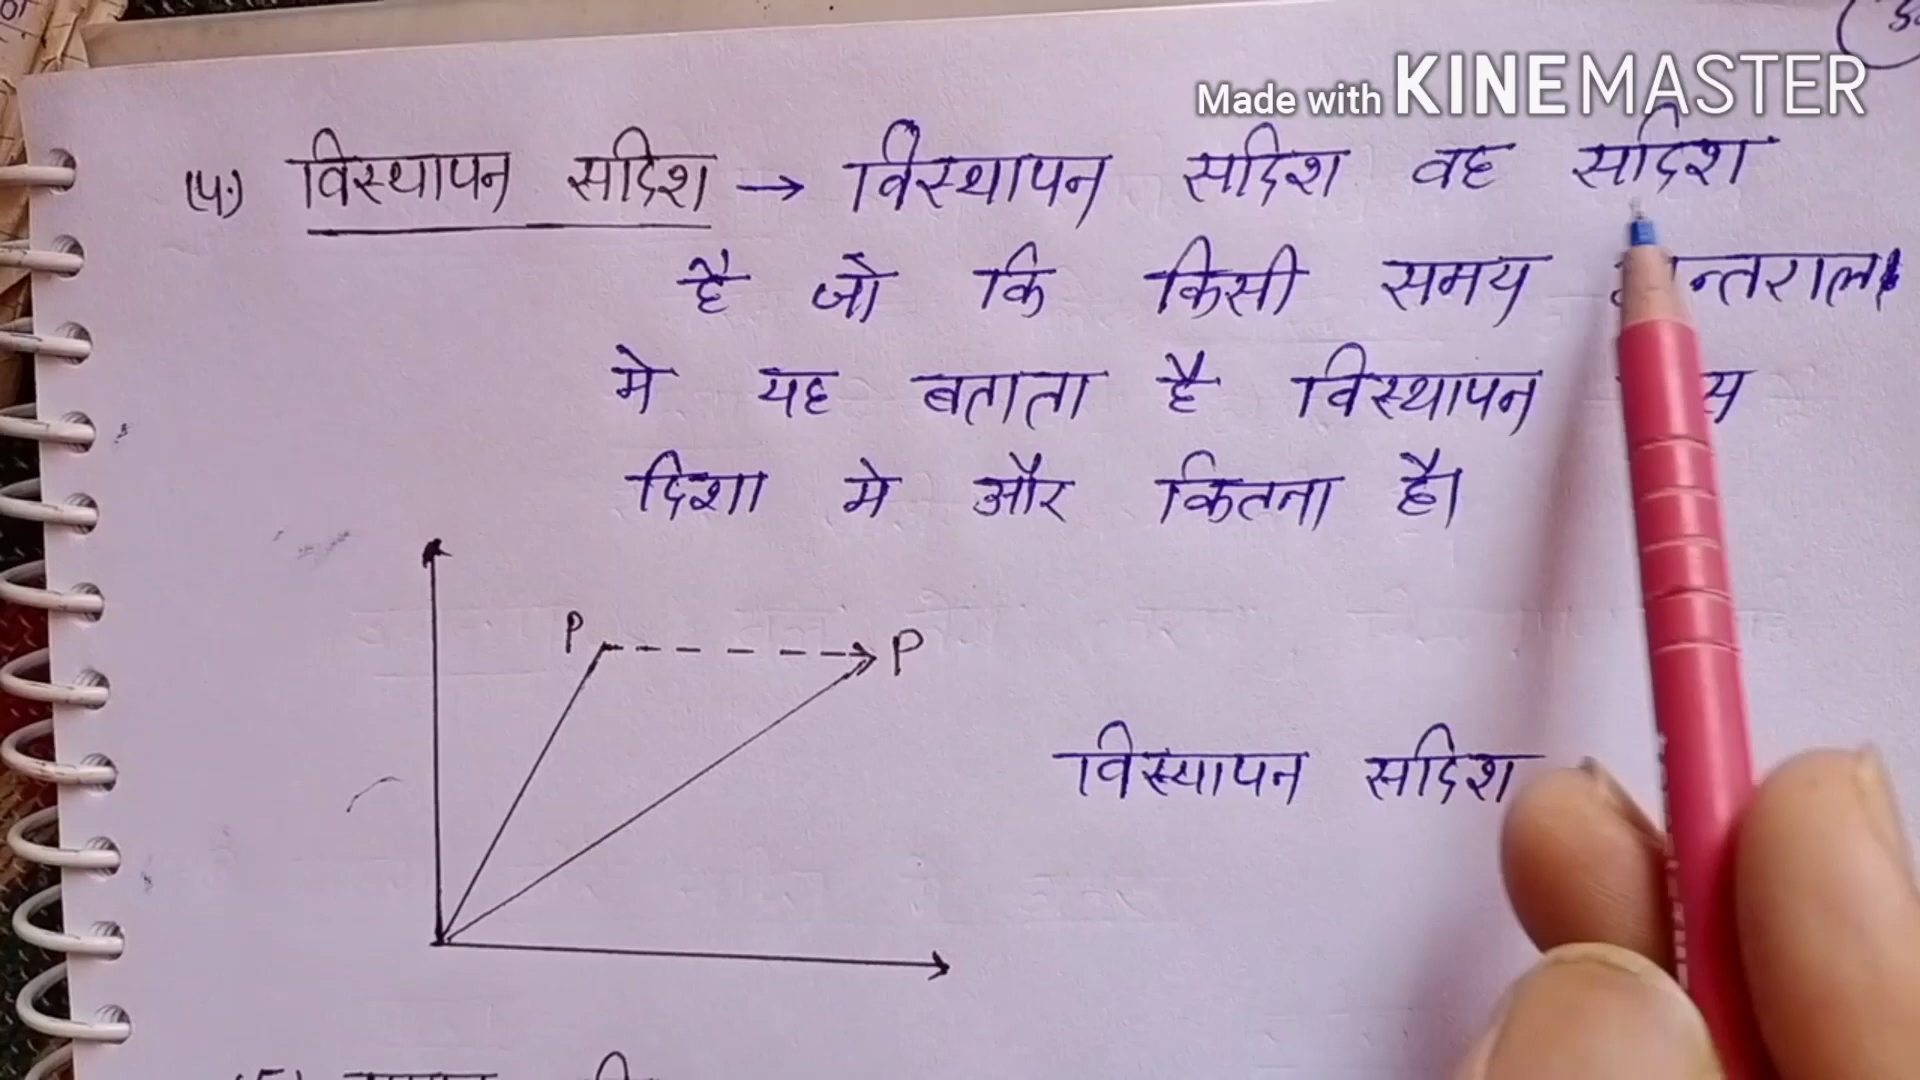 Made with KINEMASTER
(4.) विस्थापन सदिश → विस्थापन सदिश वह सदिश
है जो कि किसी समय अन्तराल
मे यह बताता है विस्थापन
दिशा मे और कितना है।
P P
विस्थापन सदिश